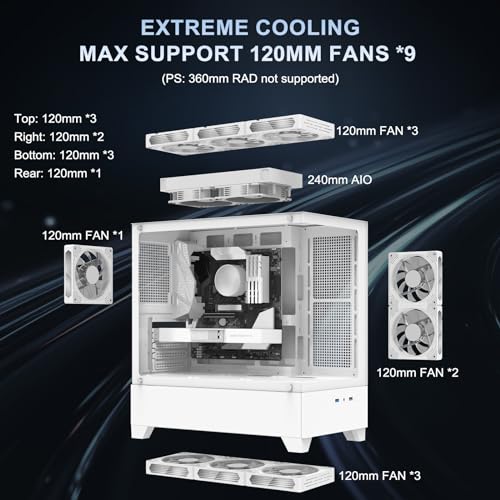 EXTREME COOLING
MAX SUPPORT 120MM FANS *9
(PS: 360mm RAD not supported)
Top: 120mm *3
Right: 120mm *2
Bottom: 120mm *3
Rear: 120mm *1
120mm FAN *3
240mm AIO
120mm FAN *1
120mm FAN *2
120mm FAN *3